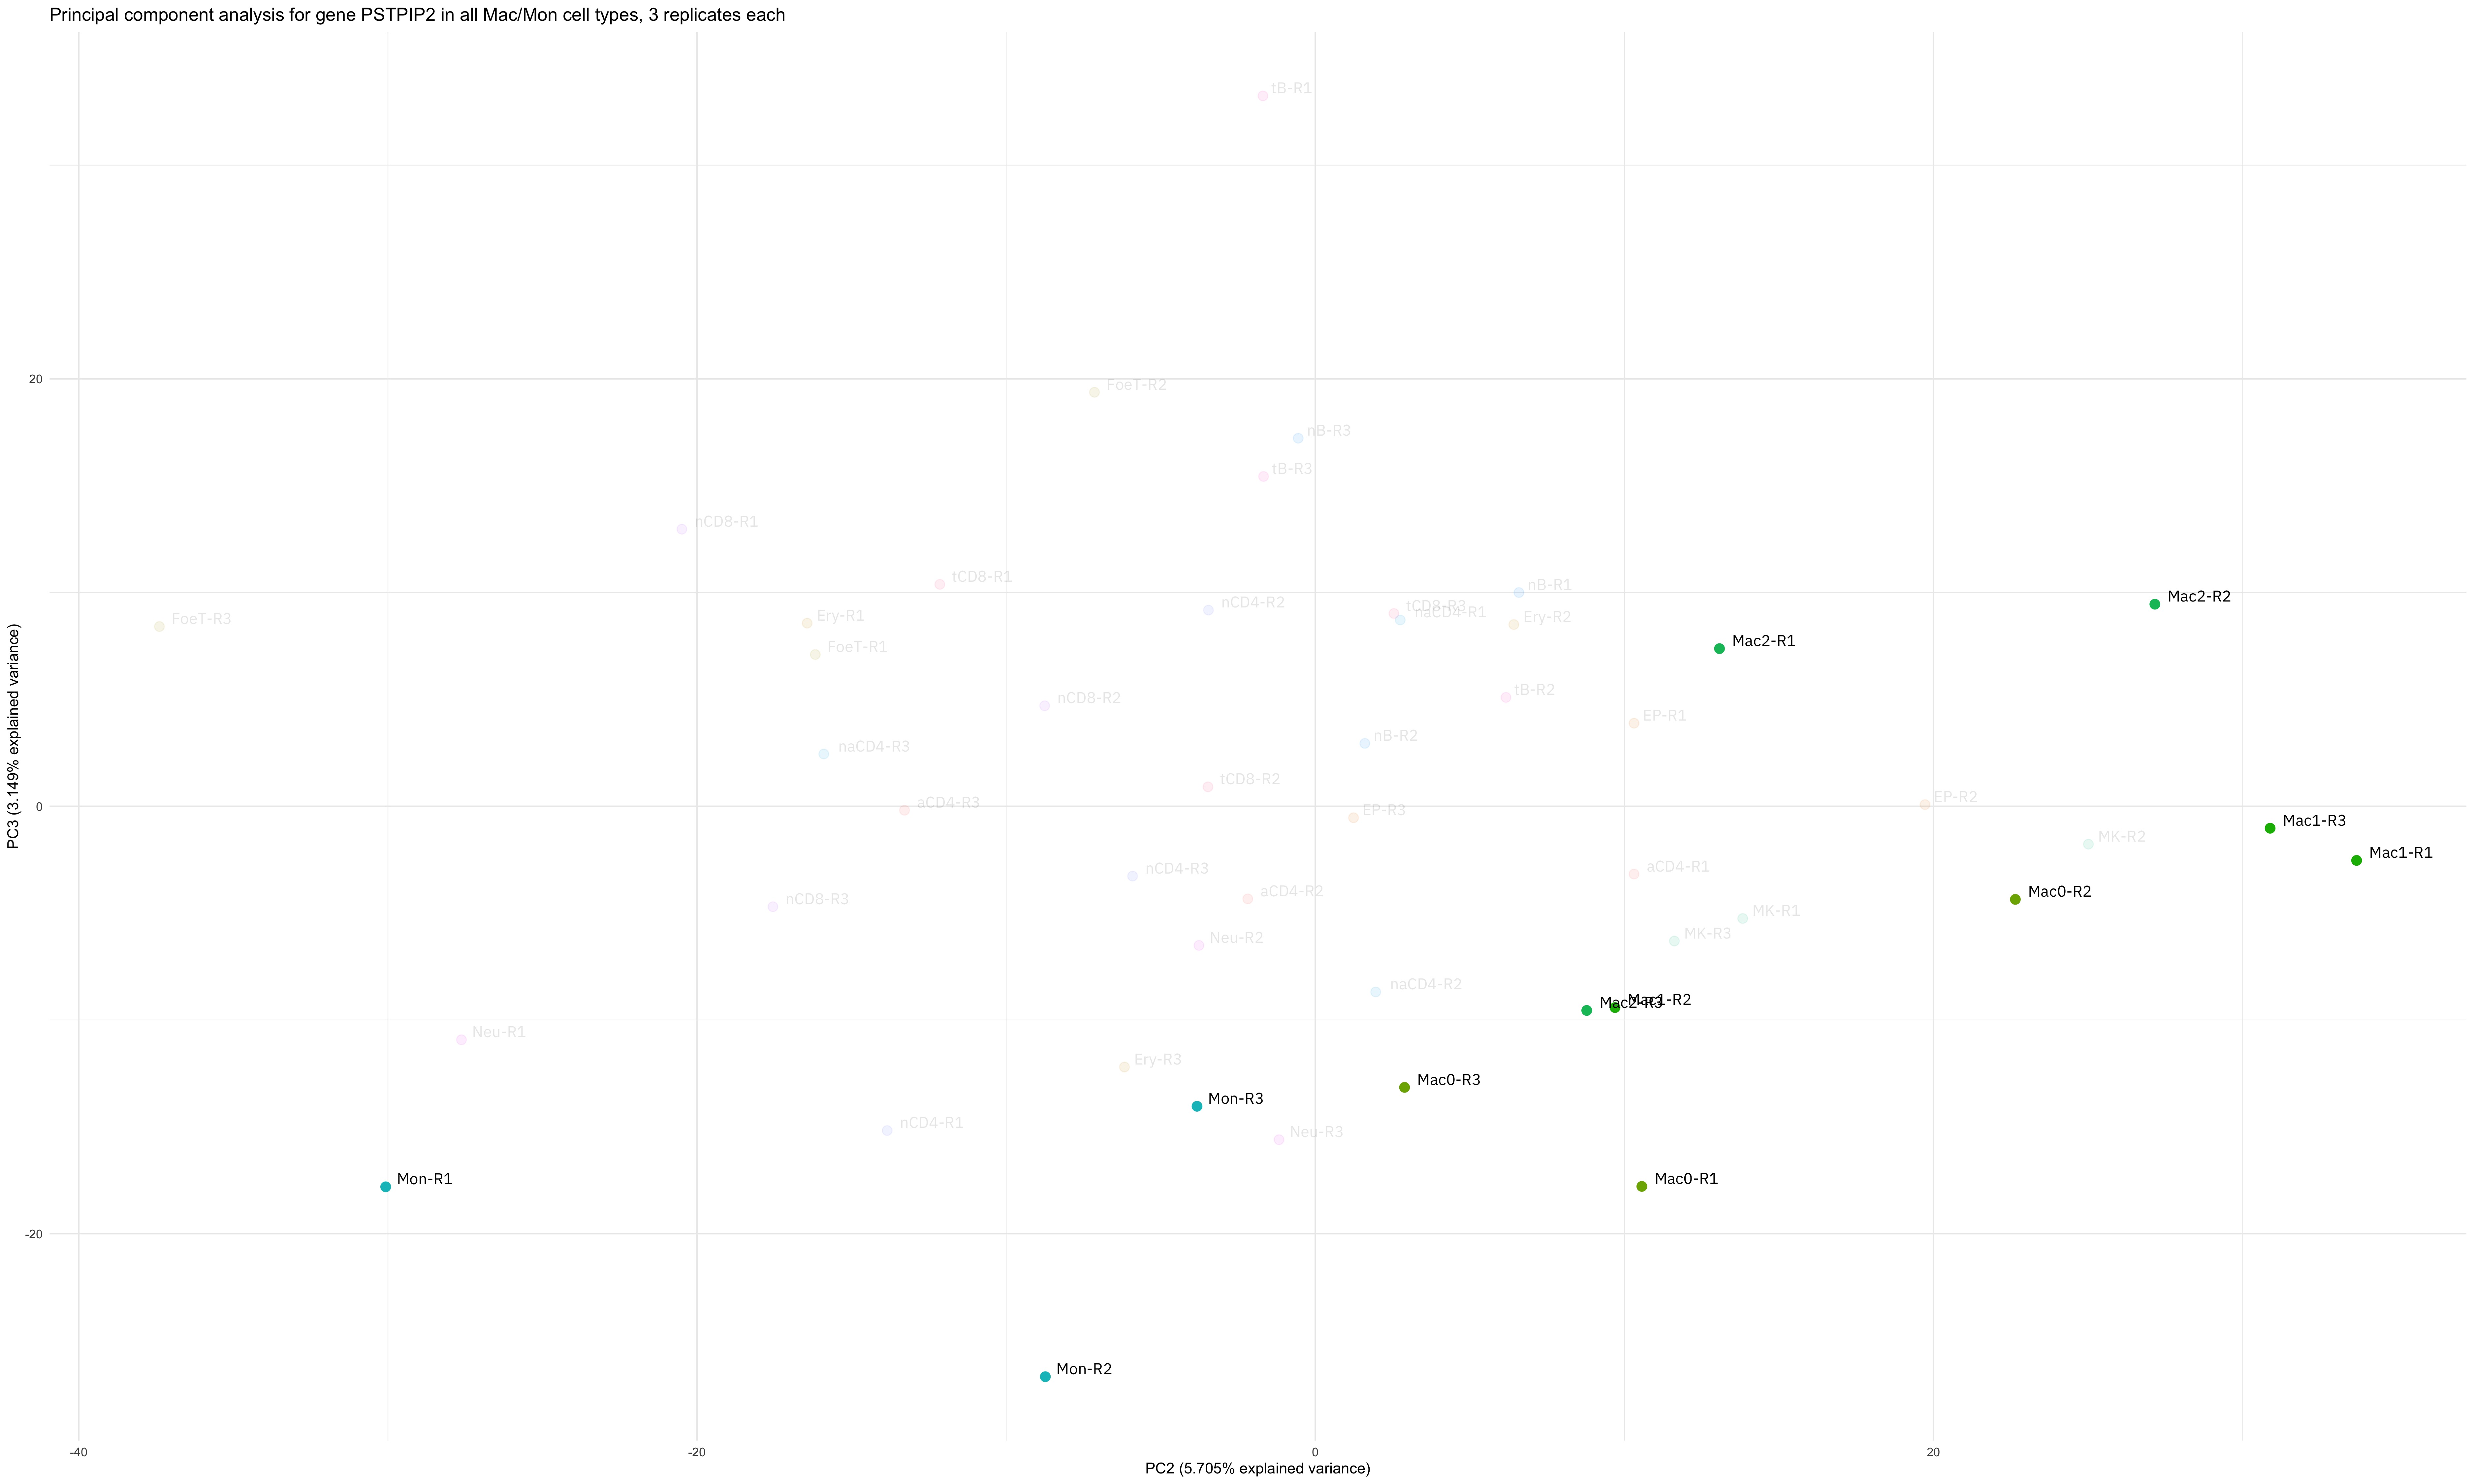 Principal component analysis for gene PSTPIP2 in all Mac/Mon cell types, 3 replicates each
tB-R1
20
FoeT-R2
nB-R3
tB-R3
nCD8-R1
tCD8-R1
nB-R1
Mac2-R2
nCD4-R2
tCD8-R3
naCD4-R1
FoeT-R3
Ery-R1
Ery-R2
Mac2-R1
FoeT-R1
nCD8-R2
tB-R2
EP-R1
nB-R2
naCD4-R3
tCD8-R2
EP-R2
0
aCD4-R3
EP-R3
Mac1-R3
MK-R2
Mac1-R1
aCD4-R1
nCD4-R3
aCD4-R2
Mac0-R2
nCD8-R3
MK-R1
MK-R3
Neu-R2
naCD4-R2
Mac2-R3
Mac1-R2
Neu-R1
Ery-R3
Mac0-R3
Mon-R3
nCD4-R1
Neu-R3
Mon-R1
Mac0-R1
-20
Mon-R2
PC3 (3.149% explained variance)
-40
-20
0
20
PC2 (5.705% explained variance)